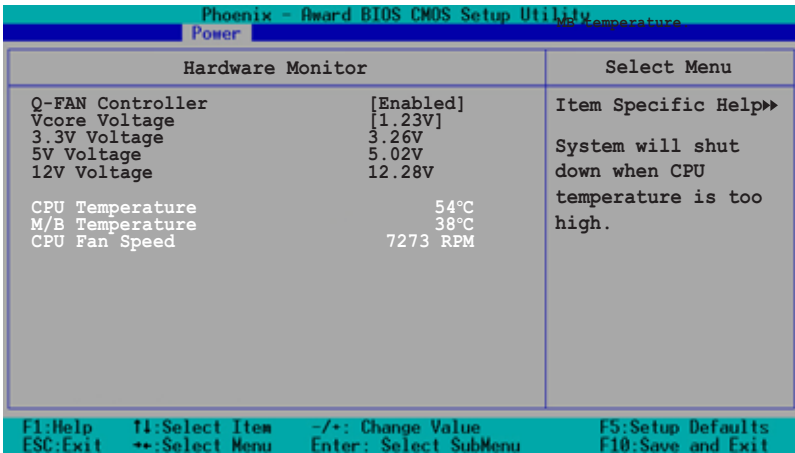 Phoenix - Award BIOS CMOS Setup Utility
MB temperature
Power
Hardware Monitor
Select Menu
Q-FAN Controller [Enabled]
Vcore Voltage [1.23V]
3.3V Voltage 3.26V
5V Voltage 5.02V
12V Voltage 12.28V
CPU Temperature 54°C
M/B Temperature 38°C
CPU Fan Speed 7273 RPM
Item Specific Help▸▸
System will shut
down when CPU
temperature is too
high.
F1:Help ↑↓:Select Item -/+: Change Value F5:Setup Defaults
ESC:Exit ←→:Select Menu Enter: Select SubMenu F10:Save and Exit